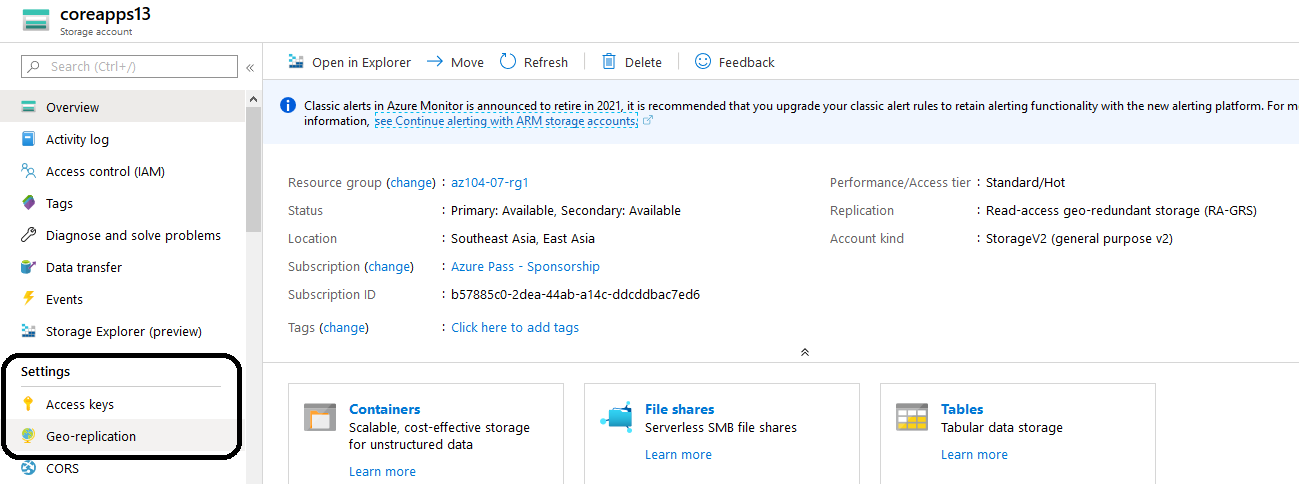 coreapps13
Storage account
Search (Ctrl+/)
«
Overview
Activity log
Access control (IAM)
Tags
Diagnose and solve problems
Data transfer
Events
Storage Explorer (preview)
Settings
Access keys
Geo-replication
CORS
Open in Explorer Move Refresh Delete Feedback
Classic alerts in Azure Monitor is announced to retire in 2021, it is recommended that you upgrade your classic alert rules to retain alerting functionality with the new alerting platform. For mo
information, see Continue alerting with ARM storage accounts.
Resource group (change) : az104-07-rg1
Status : Primary: Available, Secondary: Available
Location : Southeast Asia, East Asia
Subscription (change) : Azure Pass - Sponsorship
Subscription ID : b57885c0-2dea-44ab-a14c-ddcddbac7ed6
Tags (change) : Click here to add tags
Performance/Access tier : Standard/Hot
Replication : Read-access geo-redundant storage (RA-GRS)
Account kind : StorageV2 (general purpose v2)
Containers
Scalable, cost-effective storage
for unstructured data
Learn more
File shares
Serverless SMB file shares
Learn more
Tables
Tabular data storage
Learn more